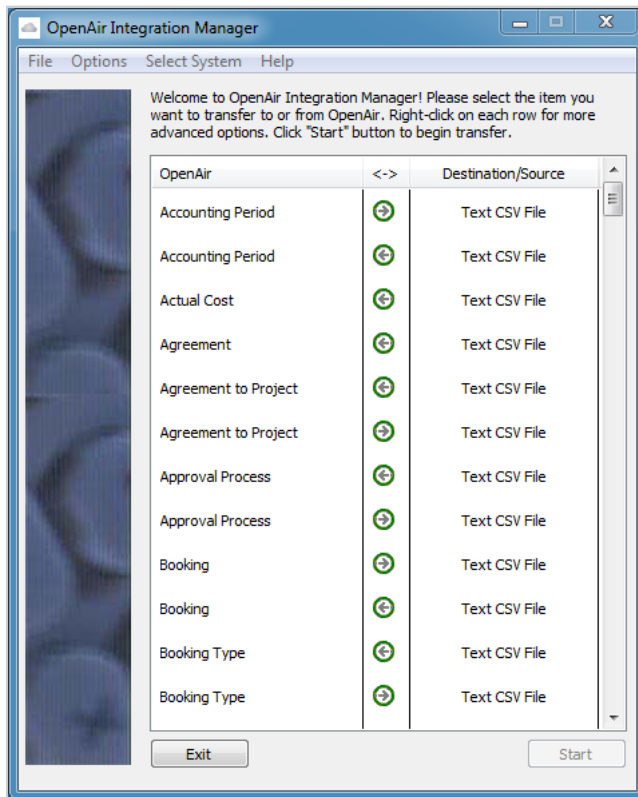 OpenAir Integration Manager
File Options Select System Help
Welcome to OpenAir Integration Manager! Please select the item you
want to transfer to or from OpenAir. Right-click on each row for more
advanced options. Click "Start" button to begin transfer.
OpenAir <-> Destination/Source
Accounting Period Text CSV File
Accounting Period Text CSV File
Actual Cost Text CSV File
Agreement Text CSV File
Agreement to Project Text CSV File
Agreement to Project Text CSV File
Approval Process Text CSV File
Approval Process Text CSV File
Booking Text CSV File
Booking Text CSV File
Booking Type Text CSV File
Booking Type Text CSV File
Exit Start